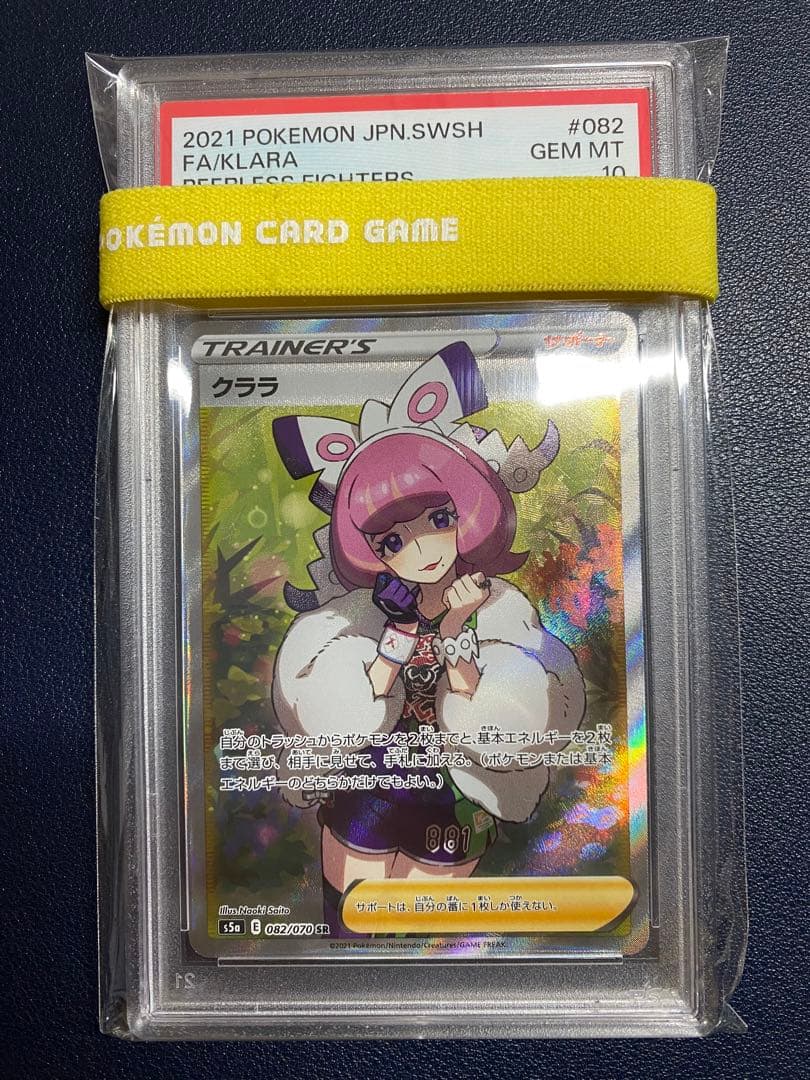 2021 POKEMON JPN.SWSH #082
FA/KLARA GEM MT
PEERLESS FIGHTERS 10
POKÉMON CARD GAME
TRAINER'S サポート
クララ
自分のトラッシュからポケモンを2枚までと、基本エネルギーを2枚
まで選び、相手に見せて、手札に加える。（ポケモンまたは基本
エネルギーのどちらかだけでもよい。）
881
Illus. Naoki Saito
サポートは、自分の番に1枚しか使えない。
s5a E 082/070 SR
©2021 Pokémon/Nintendo/Creatures/GAME FREAK.